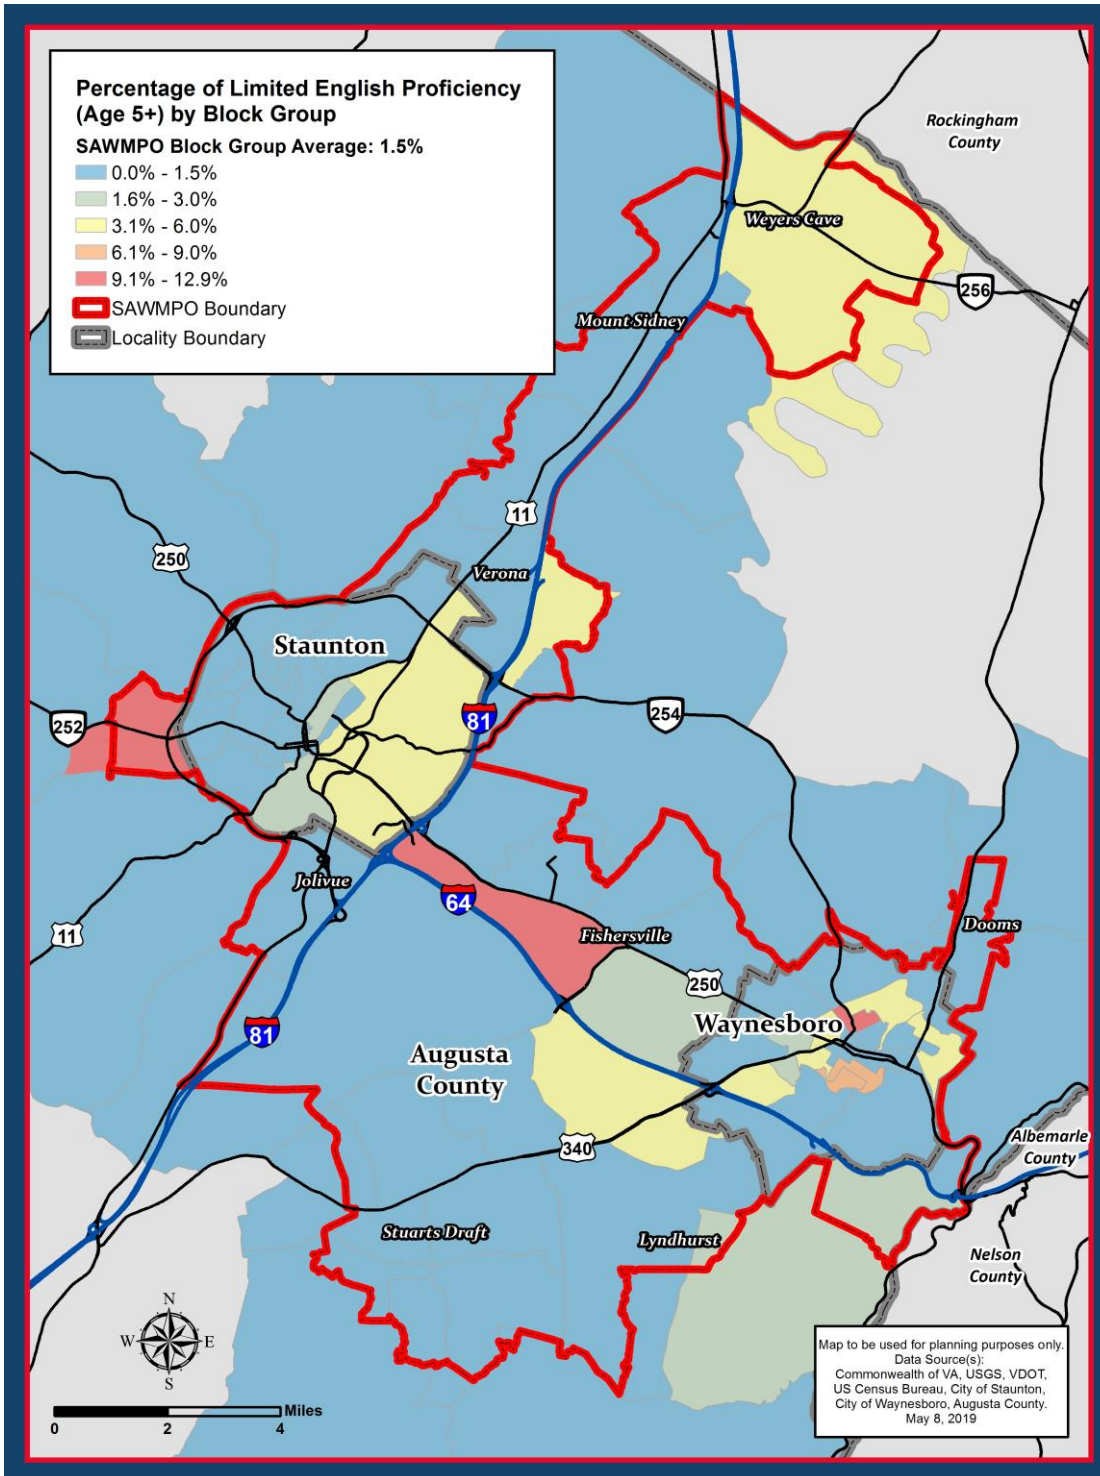 Percentage of Limited English Proficiency
(Age 5+) by Block Group
SAWMPO Block Group Average: 1.5%
0.0% - 1.5%
1.6% - 3.0%
3.1% - 6.0%
6.1% - 9.0%
9.1% - 12.9%
SAWMPO Boundary
Locality Boundary
Rockingham
County
Weyers Cave
256
Mount Sidney
11
250
Verona
Staunton
252
81
254
Jolivue
64
11
Fishersville
Dooms
250
Waynesboro
81
Augusta
County
340
Albemarle
County
Stuarts Draft
Lyndhurst
Nelson
County
N
W
E
S
Miles
0
2
4
Map to be used for planning purposes only.
Data Source(s):
Commonwealth of VA, USGS, VDOT,
US Census Bureau, City of Staunton,
City of Waynesboro, Augusta County.
May 8, 2019